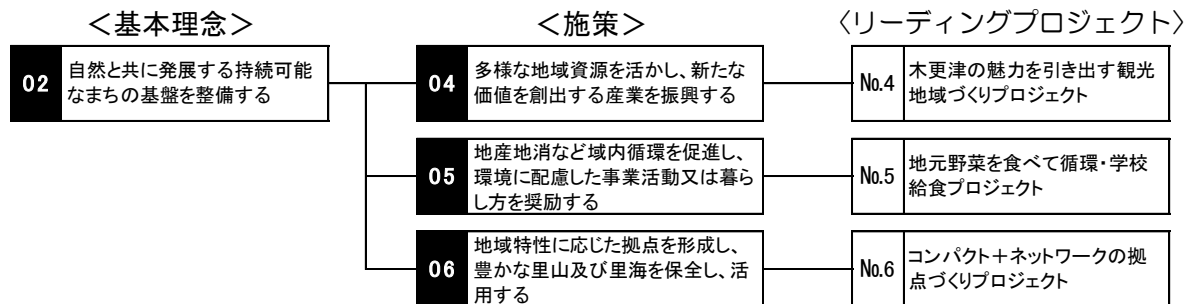 ＜基本理念＞
＜施策＞
〈リーディングプロジェクト〉
02
自然と共に発展する持続可能
なまちの基盤を整備する
04
多様な地域資源を活かし、新たな
価値を創出する産業を振興する
№4
木更津の魅力を引き出す観光
地域づくりプロジェクト
05
地産地消など域内循環を促進し、
環境に配慮した事業活動又は暮ら
し方を奨励する
№5
地元野菜を食べて循環・学校
給食プロジェクト
06
地域特性に応じた拠点を形成し、
豊かな里山及び里海を保全し、活
用する
№6
コンパクト＋ネットワークの拠
点づくりプロジェクト